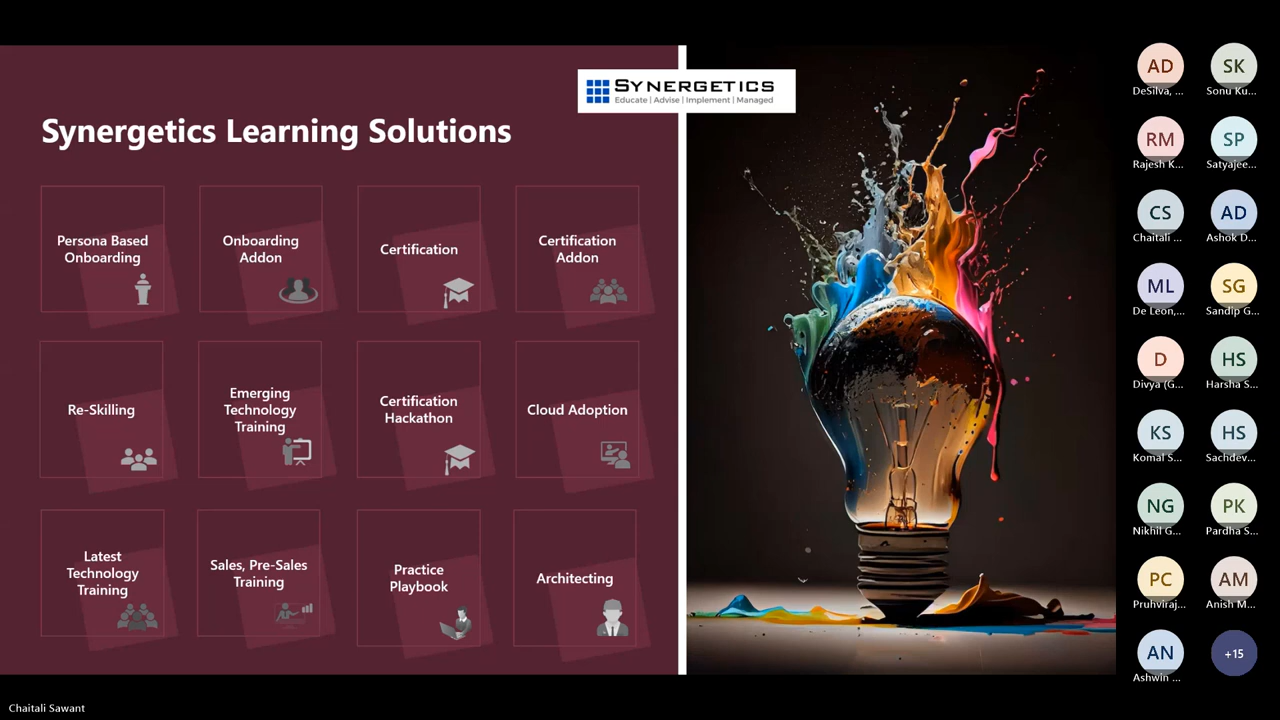 SYNERGETICS
Educate | Advise | Implement | Managed
Synergetics Learning Solutions
Persona Based
Onboarding
Onboarding
Addon
Certification
Certification
Addon
Re-Skilling
Emerging
Technology
Training
Certification
Hackathon
Cloud Adoption
Latest
Technology
Training
Sales, Pre-Sales
Training
Practice
Playbook
Architecting
AD
DeSilva, ...
SK
Sonu Ku...
RM
Rajesh K...
SP
Satyajee...
CS
Chaitali ...
AD
Ashok D...
ML
De Leon,...
SG
Sandip G...
D
Divya (G...
HS
Harsha S...
KS
Komal S...
HS
Sachdev...
NG
Nikhil G...
PK
Pardha S...
PC
Pruhviraj...
AM
Anish M...
AN
Ashwin ...
+15
Chaitali Sawant